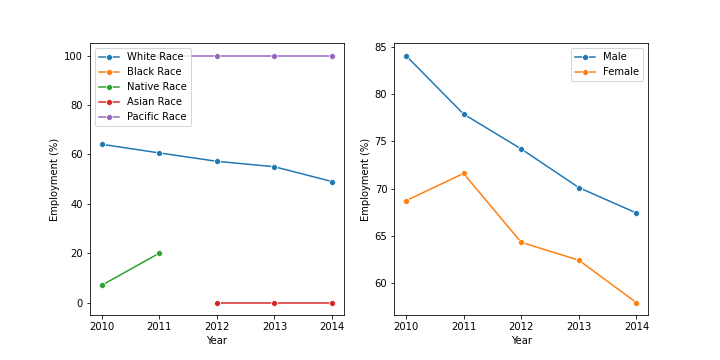 100
80
60
40
20
0
Employment (%)
2010
2011
2012
2013
2014
Year
White Race
Black Race
Native Race
Asian Race
Pacific Race
85
80
75
70
65
60
Employment (%)
2010
2011
2012
2013
2014
Year
Male
Female